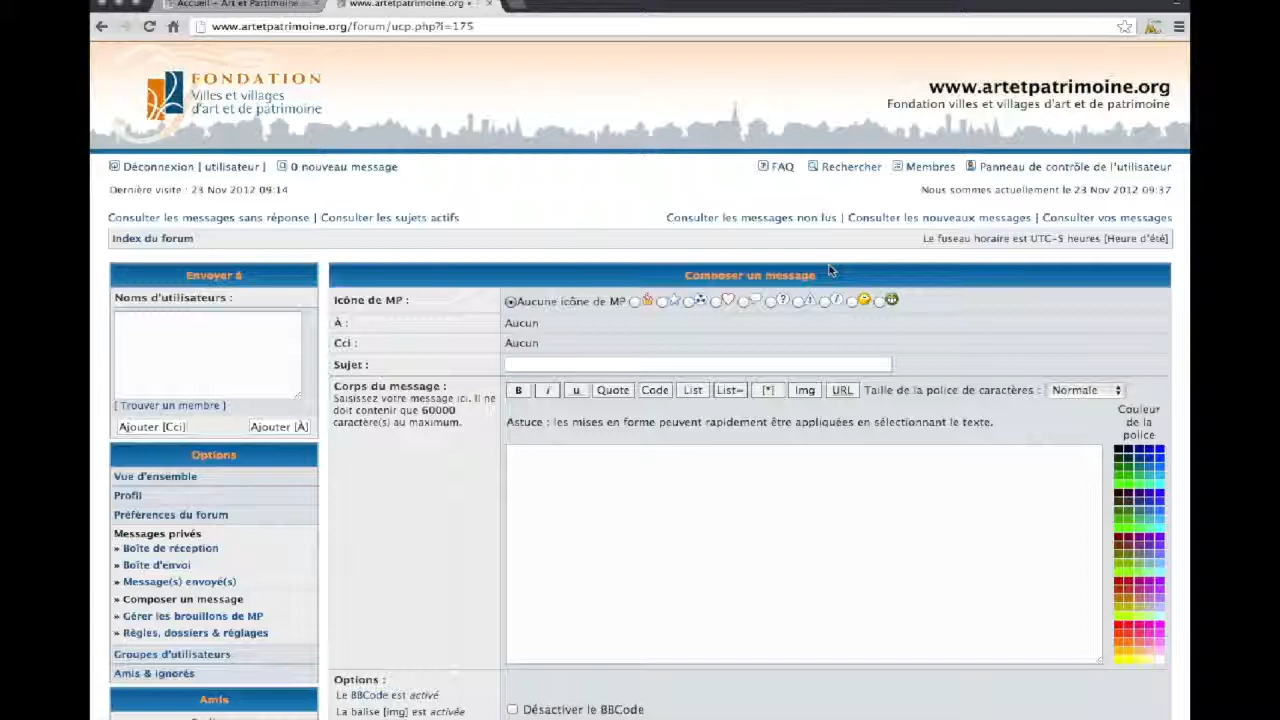 Accueil – Art et Partimoine
www.artetpatrimoine.org •
www.artetpatrimoine.org/forum/ucp.php?i=175
FONDATION
Villes et villages
d'art et de patrimoine
www.artetpatrimoine.org
Fondation villes et villages d'art et de patrimoine
Déconnexion [ utilisateur ] 0 nouveau message
FAQ Rechercher Membres Panneau de contrôle de l'utilisateur
Dernière visite : 23 Nov 2012 09:14
Nous sommes actuellement le 23 Nov 2012 09:37
Consulter les messages sans réponse | Consulter les sujets actifs
Consulter les messages non lus | Consulter les nouveaux messages | Consulter vos messages
Index du forum
Le fuseau horaire est UTC-5 heures [Heure d'été]
Envoyer à
Noms d'utilisateurs :
[ Trouver un membre ]
Ajouter [Cci] Ajouter [À]
Options
Vue d'ensemble
Profil
Préférences du forum
Messages privés
» Boîte de réception
» Boîte d'envoi
» Message(s) envoyé(s)
» Composer un message
» Gérer les brouillons de MP
» Règles, dossiers & réglages
Groupes d'utilisateurs
Amis & ignorés
Amis
Composer un message
Icône de MP :
Aucune icône de MP
À :
Aucun
Cci :
Aucun
Sujet :
Corps du message :
Saisissez votre message ici. Il ne
doit contenir que 60000
caractère(s) au maximum.
B i u Quote Code List List= [*] Img URL Taille de la police de caractères : Normale
Astuce : les mises en forme peuvent rapidement être appliquées en sélectionnant le texte.
Couleur
de la
police
Options :
Le BBCode est activé
La balise [img] est activée
Désactiver le BBCode